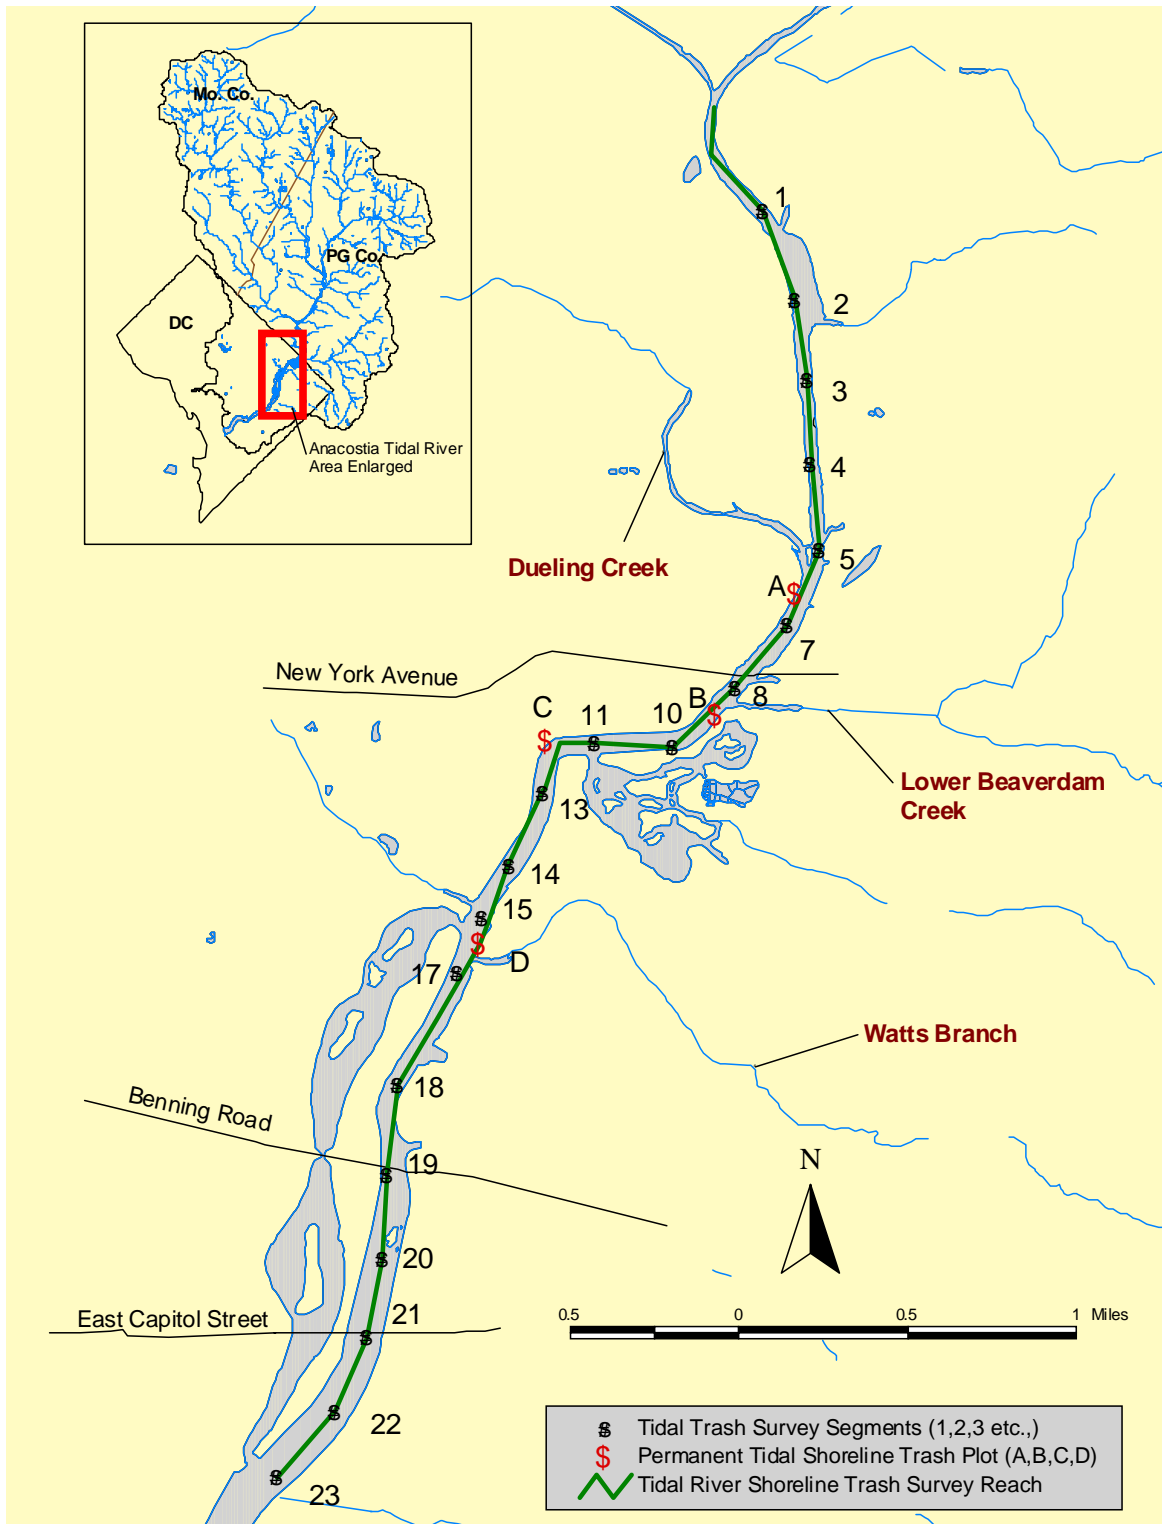 Mo. Co.
PG Co.
DC
Anacostia Tidal River
Area Enlarged
1
2
3
4
5
Dueling Creek
A
7
New York Avenue
8
B
C
11
10
Lower Beaverdam
Creek
13
14
15
D
17
Watts Branch
18
Benning Road
19
N
20
East Capitol Street
21
0.5
0
0.5
1
Miles
22
23
Tidal Trash Survey Segments (1,2,3 etc.,)
Permanent Tidal Shoreline Trash Plot (A,B,C,D)
Tidal River Shoreline Trash Survey Reach